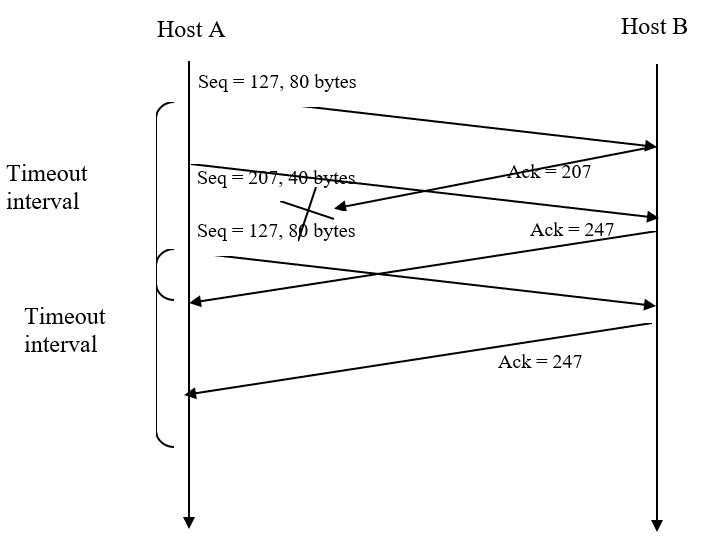 Host A
Host B
Seq = 127, 80 bytes
Timeout
interval
Seq = 207, 40 bytes
Ack = 207
Seq = 127, 80 bytes
Ack = 247
Timeout
interval
Ack = 247